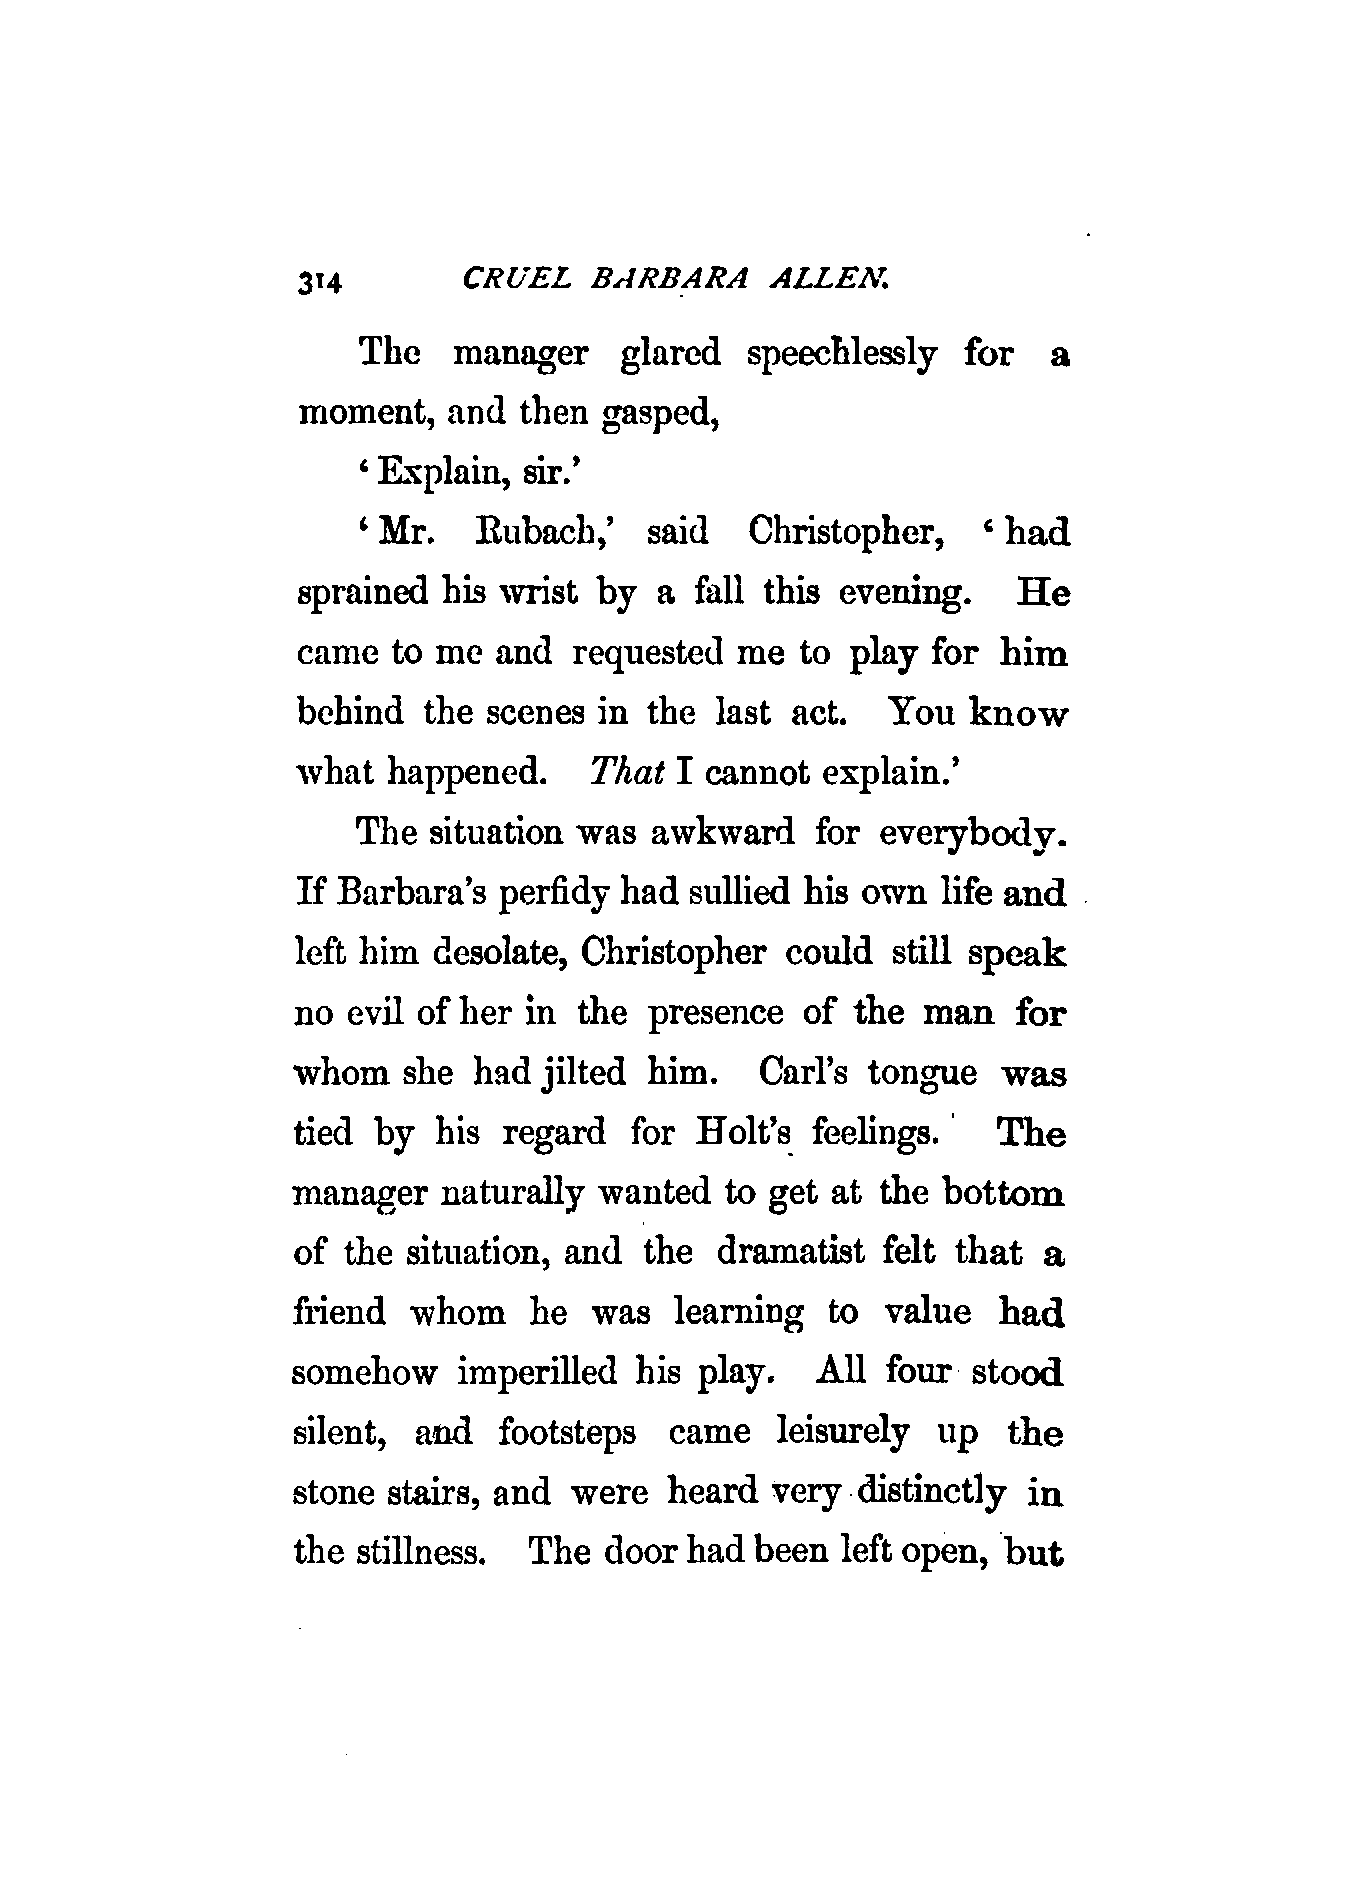 314 CRUEL BARBARA ALLEN.
The manager glared speechlessly for a
moment, and then gasped,
‘Explain, sir.’
‘Mr. Rubach,’ said Christopher, ‘had
sprained his wrist by a fall this evening. He
came to me and requested me to play for him
behind the scenes in the last act. You know
what happened. That I cannot explain.’
The situation was awkward for everybody.
If Barbara’s perfidy had sullied his own life and
left him desolate, Christopher could still speak
no evil of her in the presence of the man for
whom she had jilted him. Carl’s tongue was
tied by his regard for Holt’s feelings. The
manager naturally wanted to get at the bottom
of the situation, and the dramatist felt that a
friend whom he was learning to value had
somehow imperilled his play. All four stood
silent, and footsteps came leisurely up the
stone stairs, and were heard very distinctly in
the stillness. The door had been left open, but